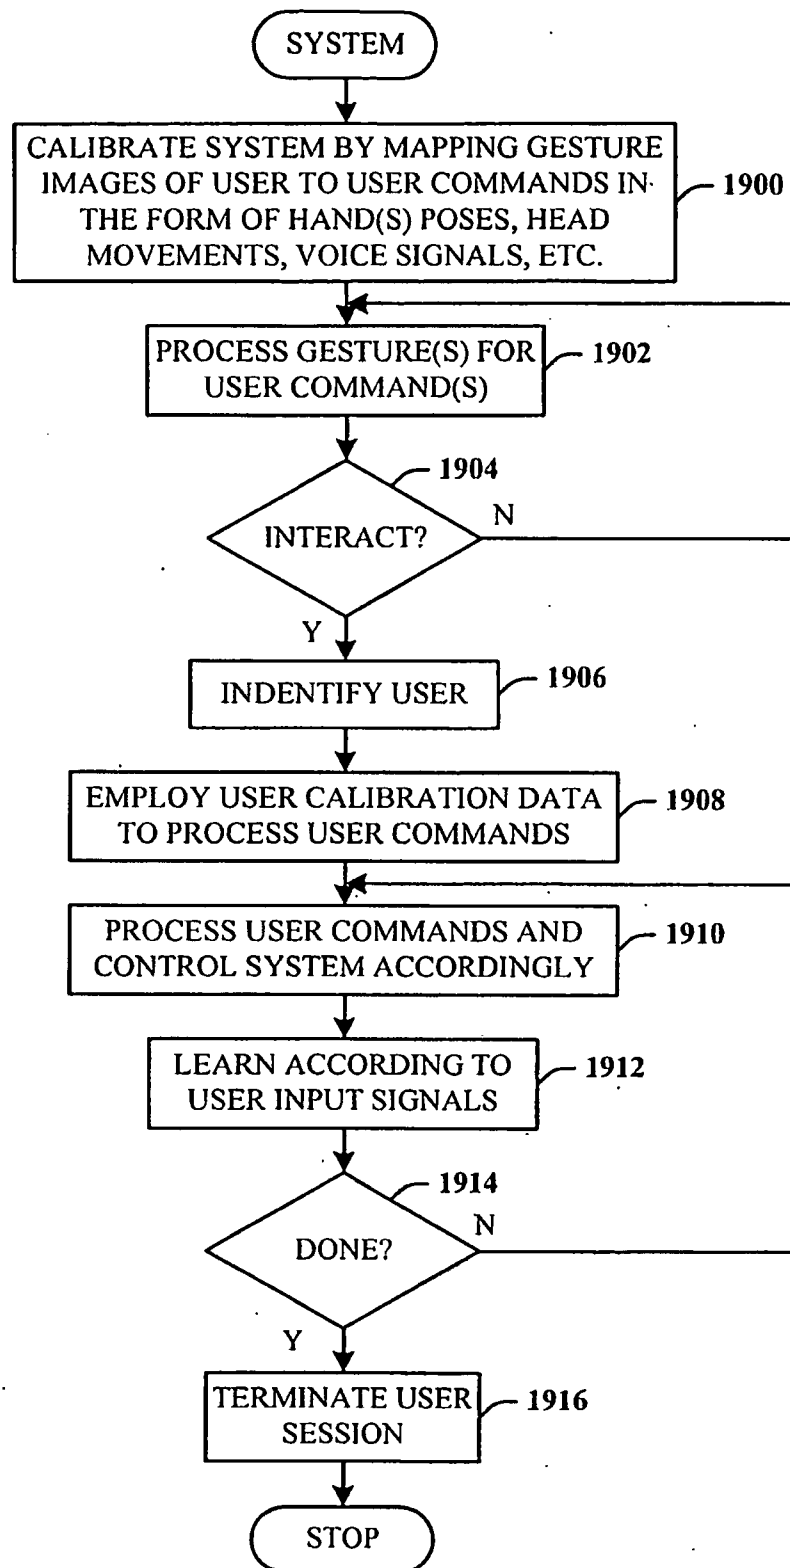 SYSTEM
CALIBRATE SYSTEM BY MAPPING GESTURE
IMAGES OF USER TO USER COMMANDS IN
THE FORM OF HAND(S) POSES, HEAD
MOVEMENTS, VOICE SIGNALS, ETC.
1900
PROCESS GESTURE(S) FOR
USER COMMAND(S)
1902
1904
INTERACT?
N
Y
INDENTIFY USER
1906
EMPLOY USER CALIBRATION DATA
TO PROCESS USER COMMANDS
1908
PROCESS USER COMMANDS AND
CONTROL SYSTEM ACCORDINGLY
1910
LEARN ACCORDING TO
USER INPUT SIGNALS
1912
1914
DONE?
N
Y
TERMINATE USER
SESSION
1916
STOP